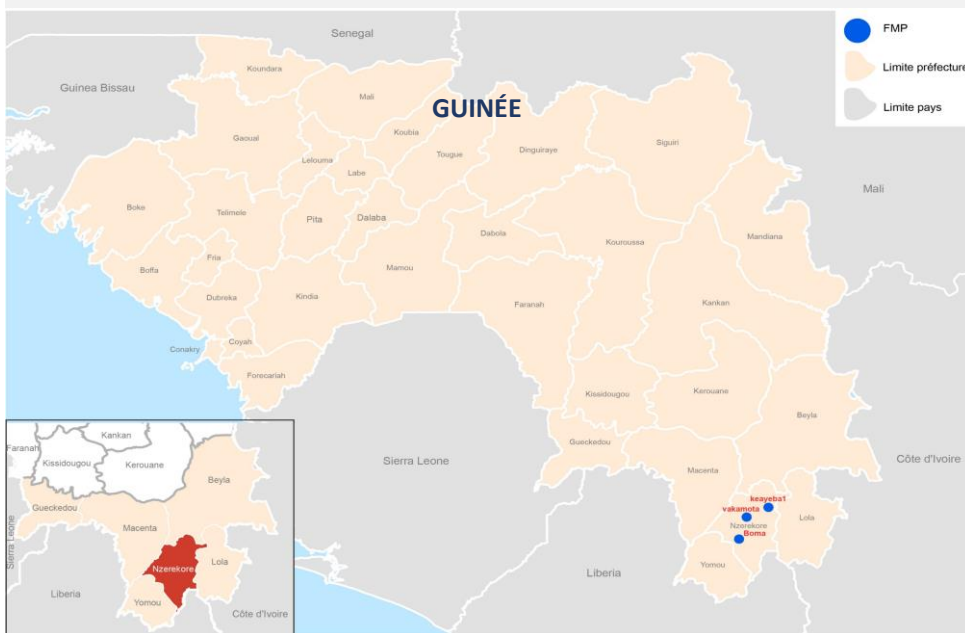 FMP
Limite préfecture
Limite pays
Senegal
Guinea Bissau
Koundara
Mali
GUINÉE
Koubia
Gaoual
Lelouma
Labe
Tougue
Dinguiraye
Siguiri
Mali
Boke
Telimele
Pita
Dalaba
Dabola
Kouroussa
Mandiana
Fria
Boffa
Mamou
Dubreka
Kindia
Faranah
Kankan
Coyah
Conakry
Forecariah
Kissidougou
Kerouane
Beyla
Gueckedou
Sierra Leone
Macenta
Côte d'Ivoire
keayeba1
vakamota
Nzerekore
Boma
Lola
Yomou
Liberia
Kankan
Faranah
Kissidougou
Kerouane
Beyla
Gueckedou
Macenta
Sierra Leone
Nzerekore
Lola
Liberia
Yomou
Côte d'Ivoire